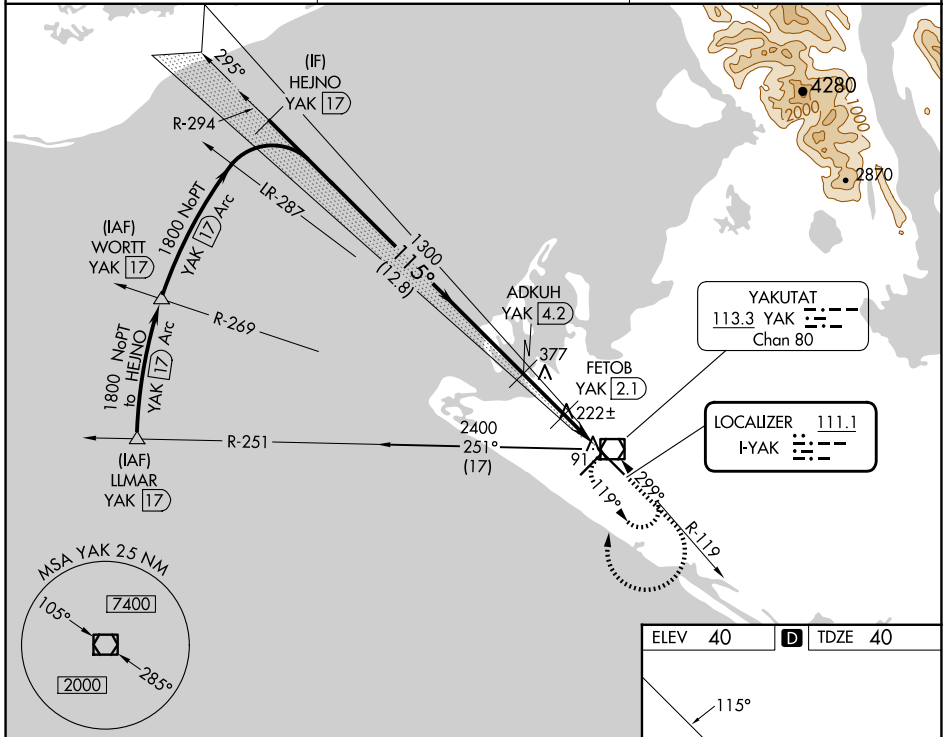 295°
(IF)
HEJNO
YAK 17
R-294
4280
2000
1000
2870
LR-287
1800 NoPT
YAK 17 Arc
(IAF)
WORTT
YAK 17
1300
115°
(12.8)
ADKUH
YAK 4.2
R-269
YAKUTAT
113.3 YAK
Chan 80
377
FETOB
YAK 2.1
1800 NoPT
to HEJNO
YAK 17 Arc
222±
LOCALIZER 111.1
I-YAK
R-251
2400
251°
(17)
91
(IAF)
LLMAR
YAK 17
299°
119°
R-119
MSA YAK 25 NM
105°
7400
285°
2000
ELEV 40 D TDZE 40
115°